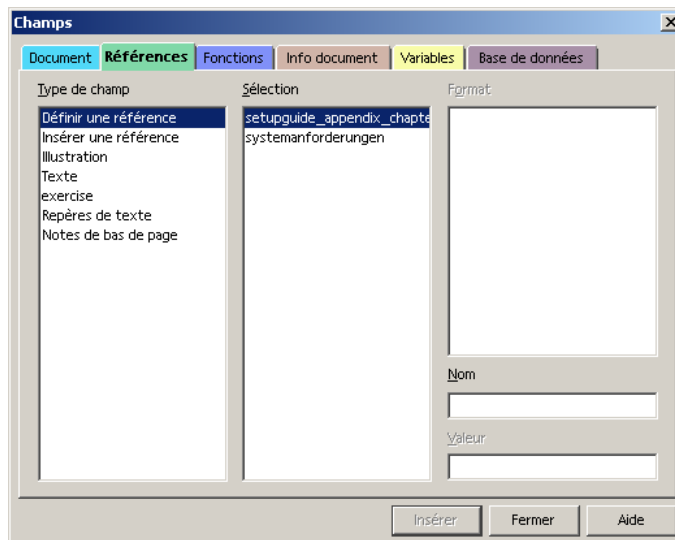 Champs
Document Références Fonctions Info document Variables Base de données
Type de champ
Définir une référence
Insérer une référence
Illustration
Texte
exercise
Repères de texte
Notes de bas de page
Sélection
setupguide_appendix_chapte
systemanforderungen
Format
Nom
Valeur
Insérer Fermer Aide